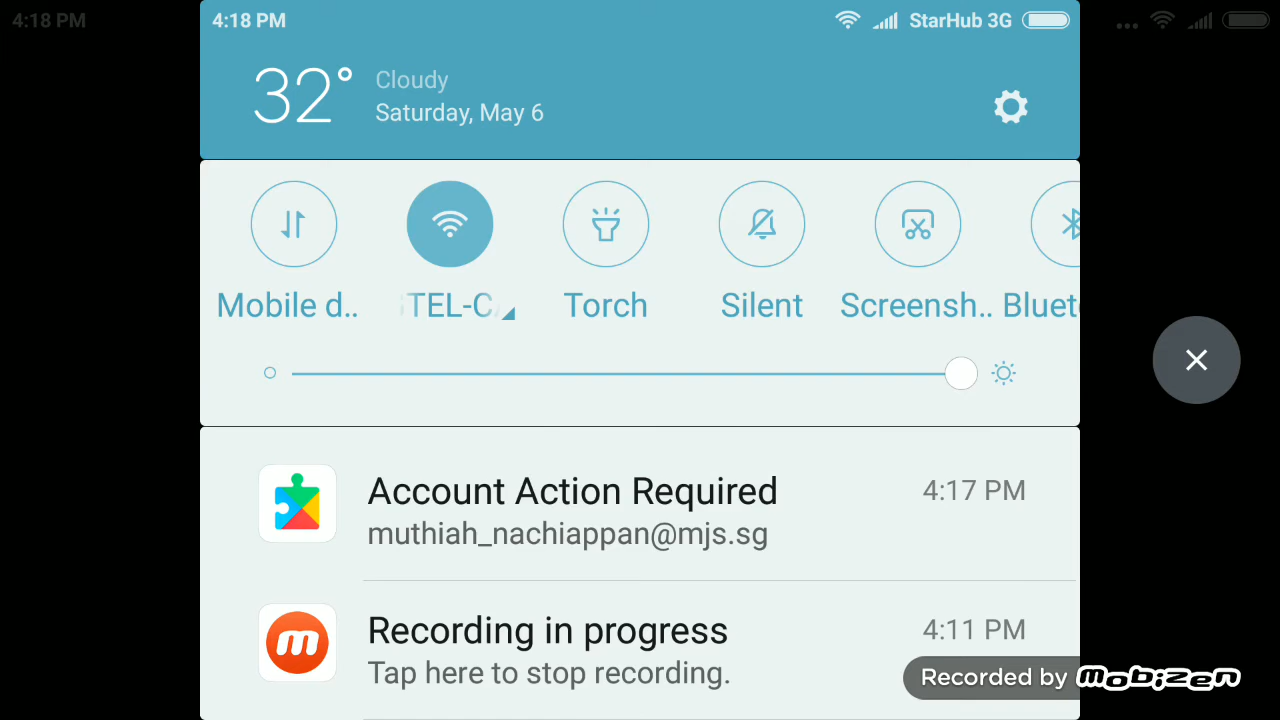 4:18 PM
4:18 PM
StarHub 3G
32°
Cloudy
Saturday, May 6
Mobile d..
TEL-C
Torch
Silent
Screensh..
Bluet
Account Action Required
4:17 PM
muthiah_nachiappan@mjs.sg
Recording in progress
4:11 PM
Tap here to stop recording.
Recorded by mobizen